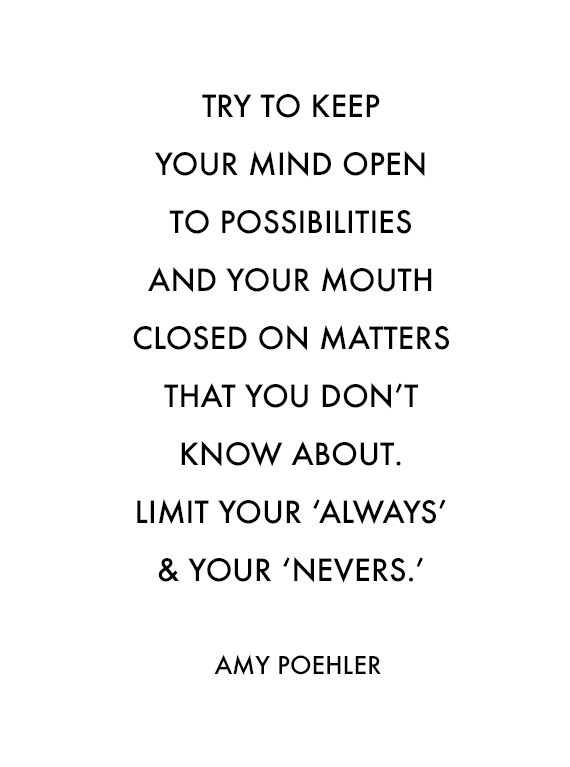 TRY TO KEEP
YOUR MIND OPEN
TO POSSIBILITIES
AND YOUR MOUTH
CLOSED ON MATTERS
THAT YOU DON’T
KNOW ABOUT.
LIMIT YOUR ‘ALWAYS’
& YOUR ‘NEVERS.’
AMY POEHLER